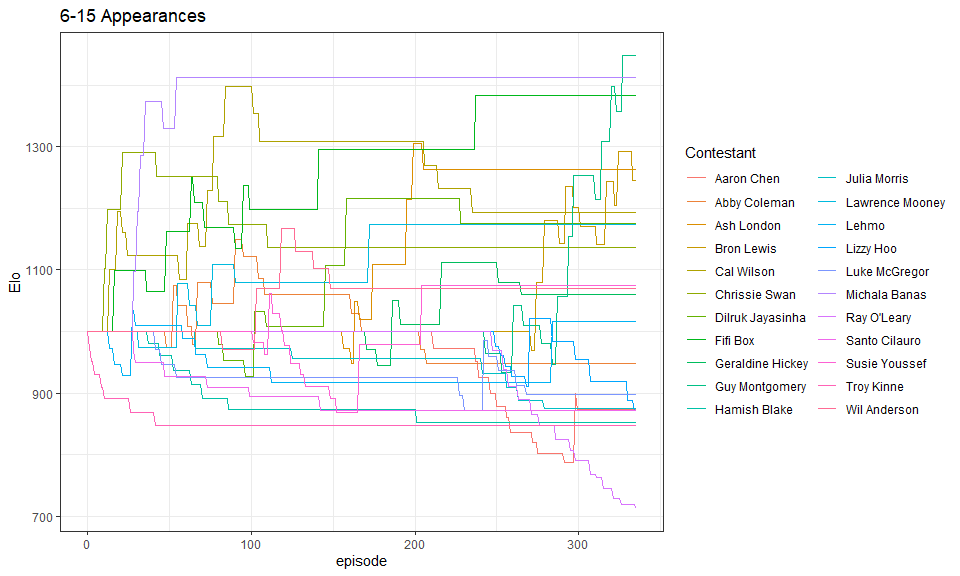 6-15 Appearances
1300
1100
900
700
Elo
0
100
200
300
episode
Contestant
Aaron Chen
Abby Coleman
Ash London
Bron Lewis
Cal Wilson
Chrissie Swan
Dilruk Jayasinha
Fifi Box
Geraldine Hickey
Guy Montgomery
Hamish Blake
Julia Morris
Lawrence Mooney
Lehmo
Lizzy Hoo
Luke McGregor
Michala Banas
Ray O'Leary
Santo Cilauro
Susie Youssef
Troy Kinne
Wil Anderson